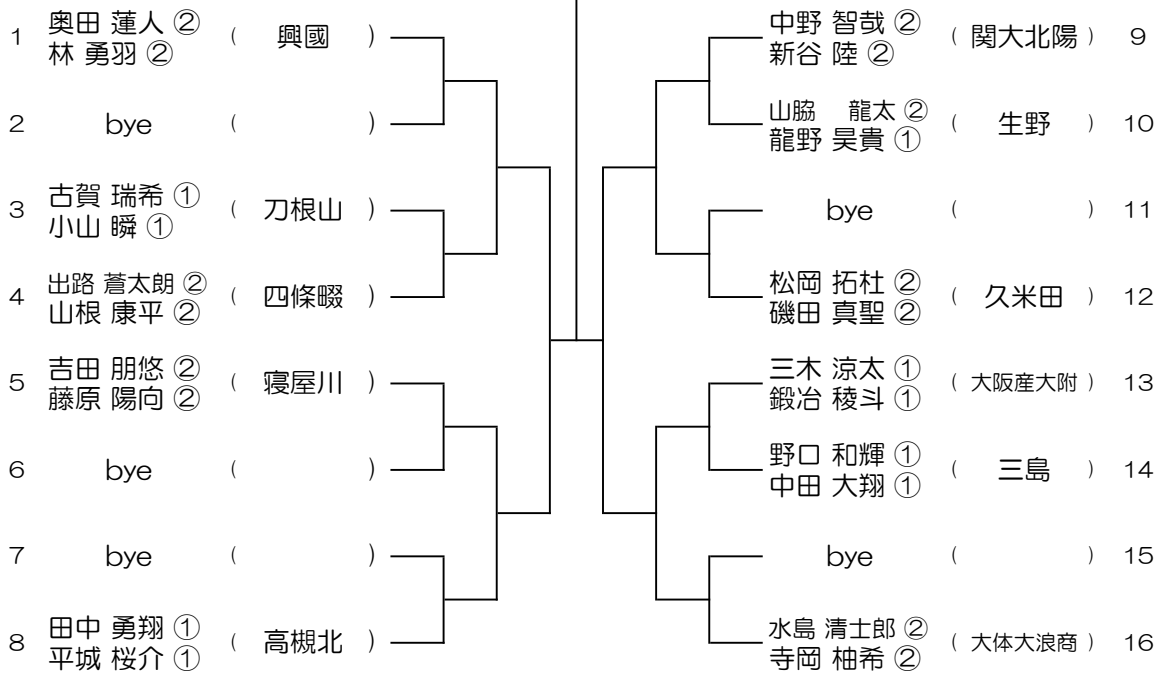 1 奥田 蓮人 ② ( 興國 )
林 勇羽 ②
2 bye ( )
3 古賀 瑞希 ① ( 刀根山 )
小山 瞬 ①
4 出路 蒼太朗 ② ( 四條畷 )
山根 康平 ②
5 吉田 朋悠 ② ( 寝屋川 )
藤原 陽向 ②
6 bye ( )
7 bye ( )
8 田中 勇翔 ① ( 高槻北 )
平城 桜介 ①
中野 智哉 ② ( 関大北陽 ) 9
新谷 陸 ②
山脇 龍太 ② ( 生野 ) 10
龍野 昊貴 ①
bye ( ) 11
松岡 拓杜 ② ( 久米田 ) 12
磯田 真聖 ②
三木 涼太 ① ( 大阪産大附 ) 13
鍛冶 稜斗 ①
野口 和輝 ① ( 三島 ) 14
中田 大翔 ①
bye ( ) 15
水島 清士郎 ② ( 大体大浪商 ) 16
寺岡 柚希 ②